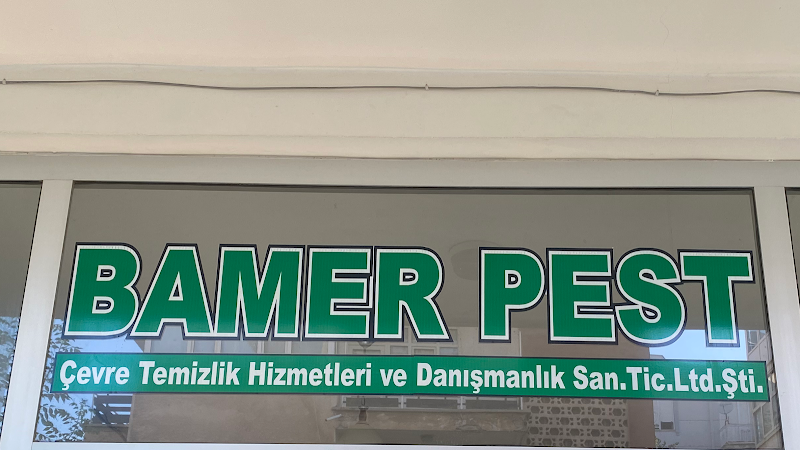 BAMER PEST
Çevre Temizlik Hizmetleri ve Danışmanlık San.Tic.Ltd.Şti.